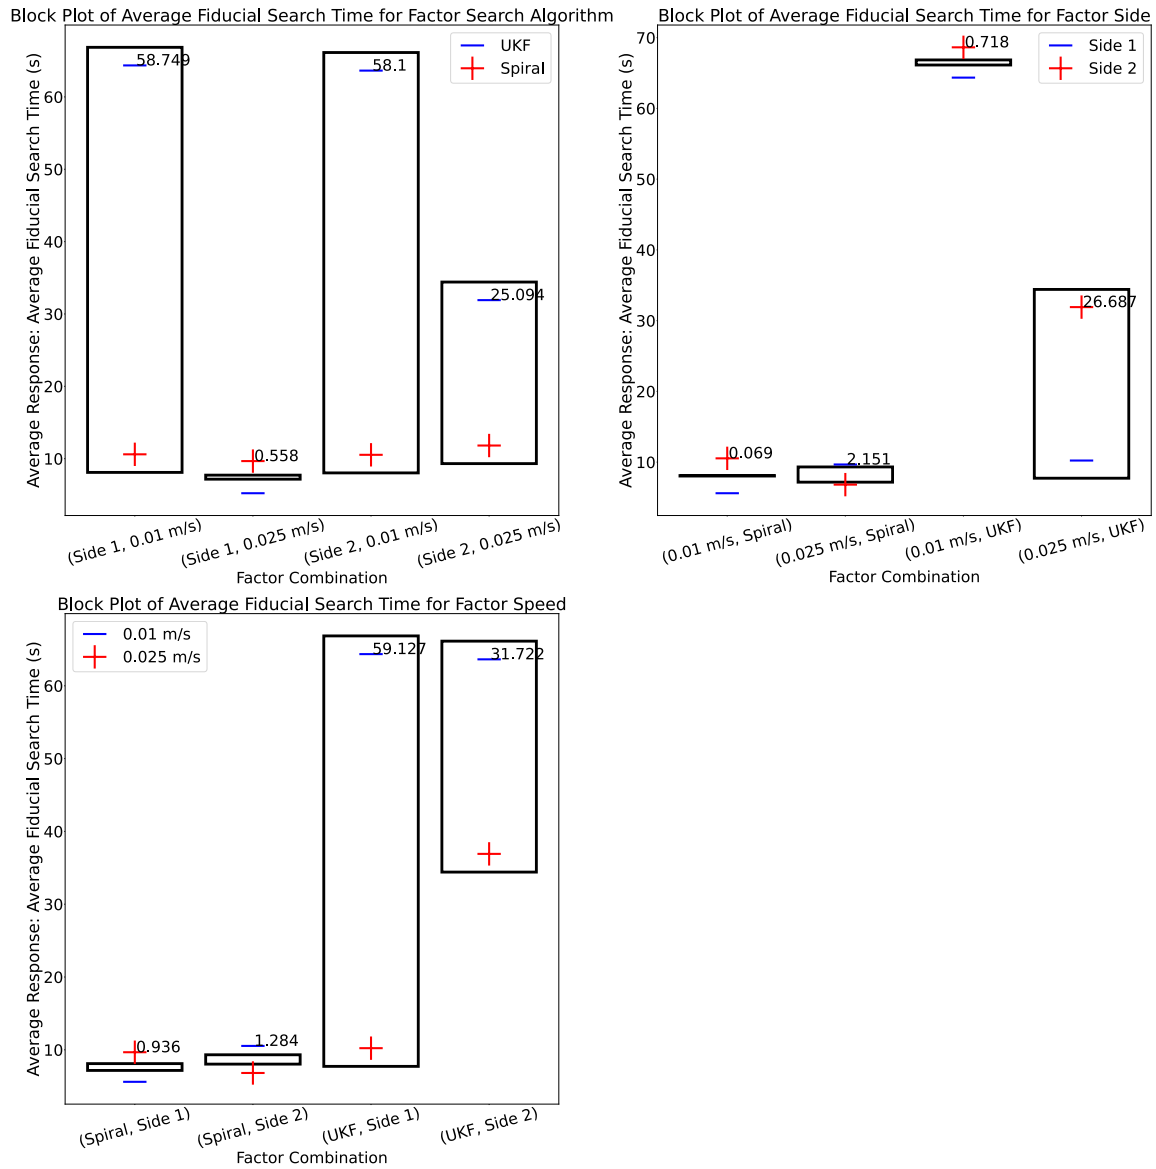 Block Plot of Average Fiducial Search Time for Factor Search Algorithm
Average Response: Average Fiducial Search Time (s)
60
50
40
30
20
10
UKF
Spiral
58.749
0.558
58.1
25.094
(Side 1, 0.01 m/s)
(Side 1, 0.025 m/s)
(Side 2, 0.01 m/s)
(Side 2, 0.025 m/s)
Factor Combination
Block Plot of Average Fiducial Search Time for Factor Side
Average Response: Average Fiducial Search Time (s)
70
60
50
40
30
20
10
Side 1
Side 2
0.069
2.151
0.718
26.687
(0.01 m/s, Spiral)
(0.025 m/s, Spiral)
(0.01 m/s, UKF)
(0.025 m/s, UKF)
Factor Combination
Block Plot of Average Fiducial Search Time for Factor Speed
Average Response: Average Fiducial Search Time (s)
60
50
40
30
20
10
0.01 m/s
0.025 m/s
0.936
1.284
59.127
31.722
(Spiral, Side 1)
(Spiral, Side 2)
(UKF, Side 1)
(UKF, Side 2)
Factor Combination